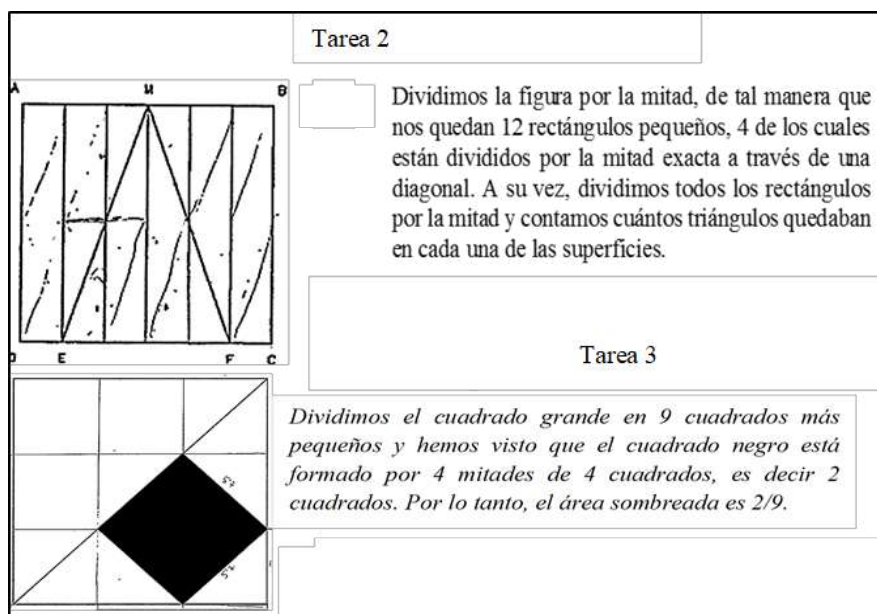 Tarea 2
A U B
Dividimos la figura por la mitad, de tal manera que
nos quedan 12 rectángulos pequeños, 4 de los cuales
están divididos por la mitad exacta a través de una
diagonal. A su vez, dividimos todos los rectángulos
por la mitad y contamos cuántos triángulos quedaban
en cada una de las superficies.
D E F C
Tarea 3
Dividimos el cuadrado grande en 9 cuadrados más
pequeños y hemos visto que el cuadrado negro está
formado por 4 mitades de 4 cuadrados, es decir 2
cuadrados. Por lo tanto, el área sombreada es 2/9.